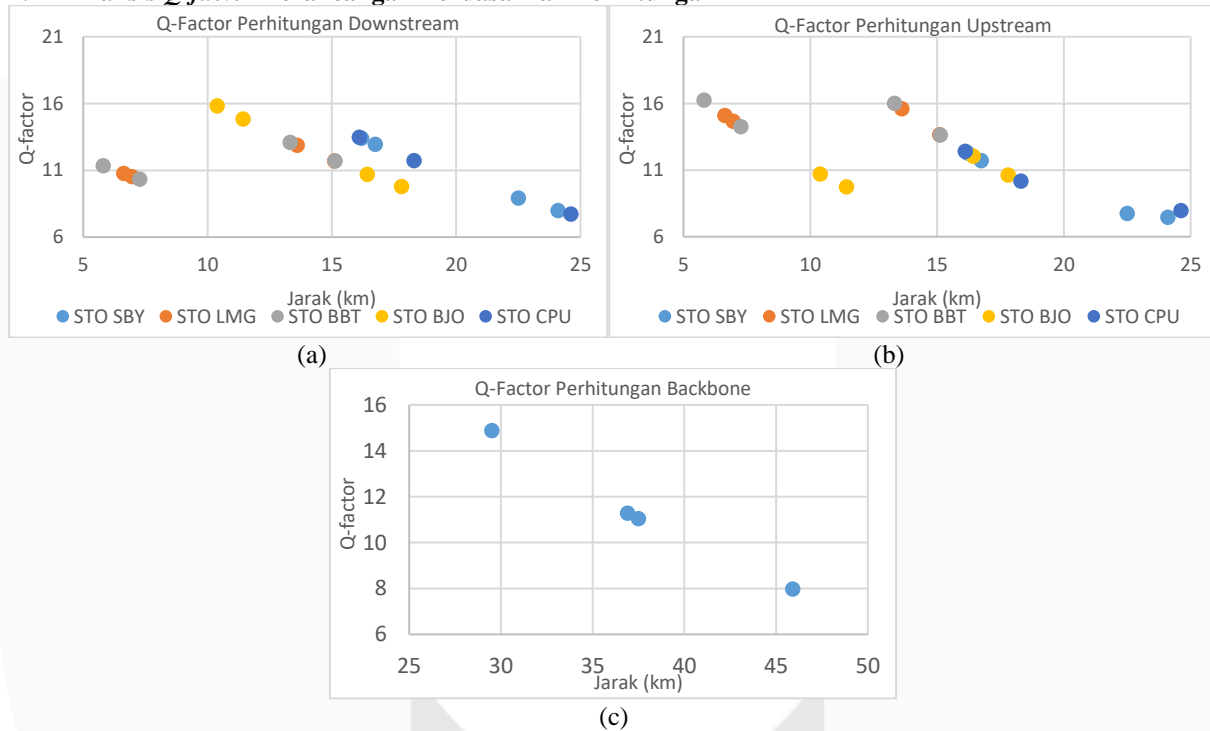 Q-Factor Perhitungan Downstream
21
16
11
6
Q-factor
5 10 15 20 25
Jarak (km)
STO SBY STO LMG STO BBT STO BJO STO CPU
(a)
Q-Factor Perhitungan Upstream
21
16
11
6
Q-factor
5 10 15 20 25
Jarak (km)
STO SBY STO LMG STO BBT STO BJO STO CPU
(b)
Q-Factor Perhitungan Backbone
16
14
12
10
8
6
Q-factor
25 30 35 40 45 50
Jarak (km)
(c)